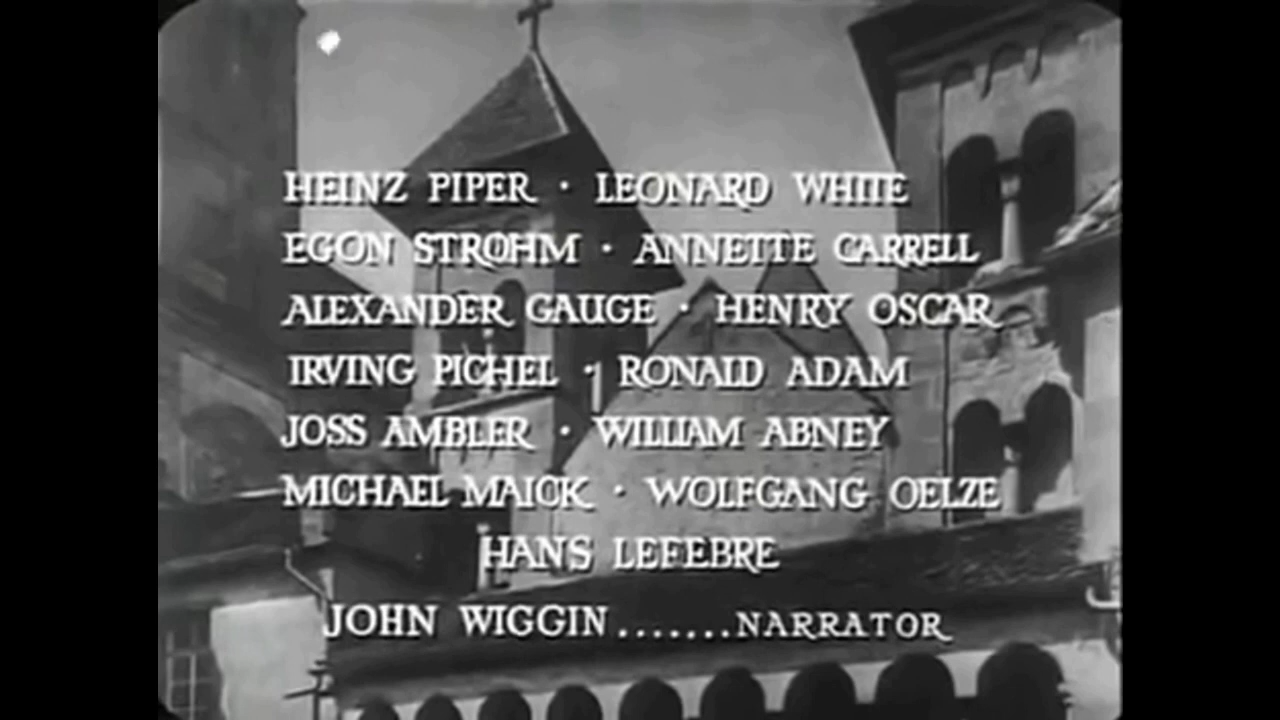 HEINZ PIPER · LEONARD WHITE
EGON STROHM · ANNETTE CARRELL
ALEXANDER GAUGE · HENRY OSCAR
IRVING PICHEL · RONALD ADAM
JOSS AMBLER · WILLIAM ABNEY
MICHAEL MAICK · WOLFGANG OELZE
HANS LEFEBRE
JOHN WIGGIN.......NARRATOR